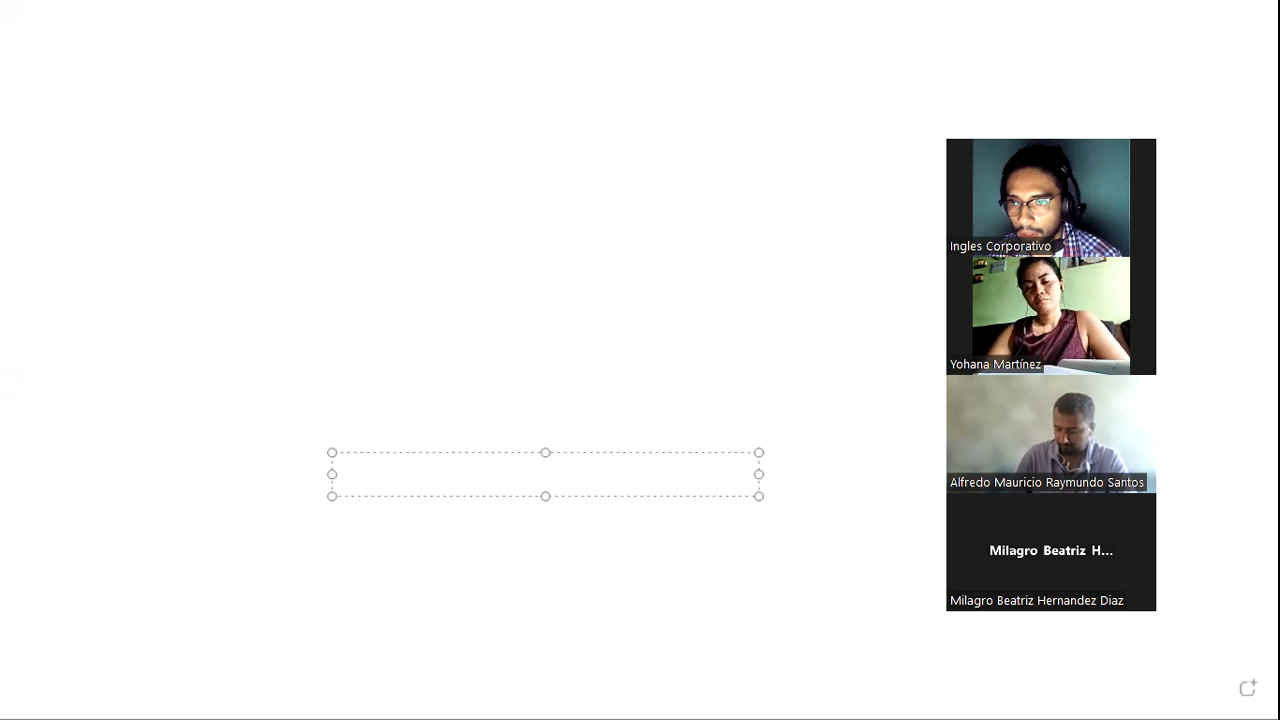 Ingles Corporativo
Yohana Martínez
Alfredo Mauricio Raymundo Santos
Milagro Beatriz H...
Milagro Beatriz Hernandez Diaz